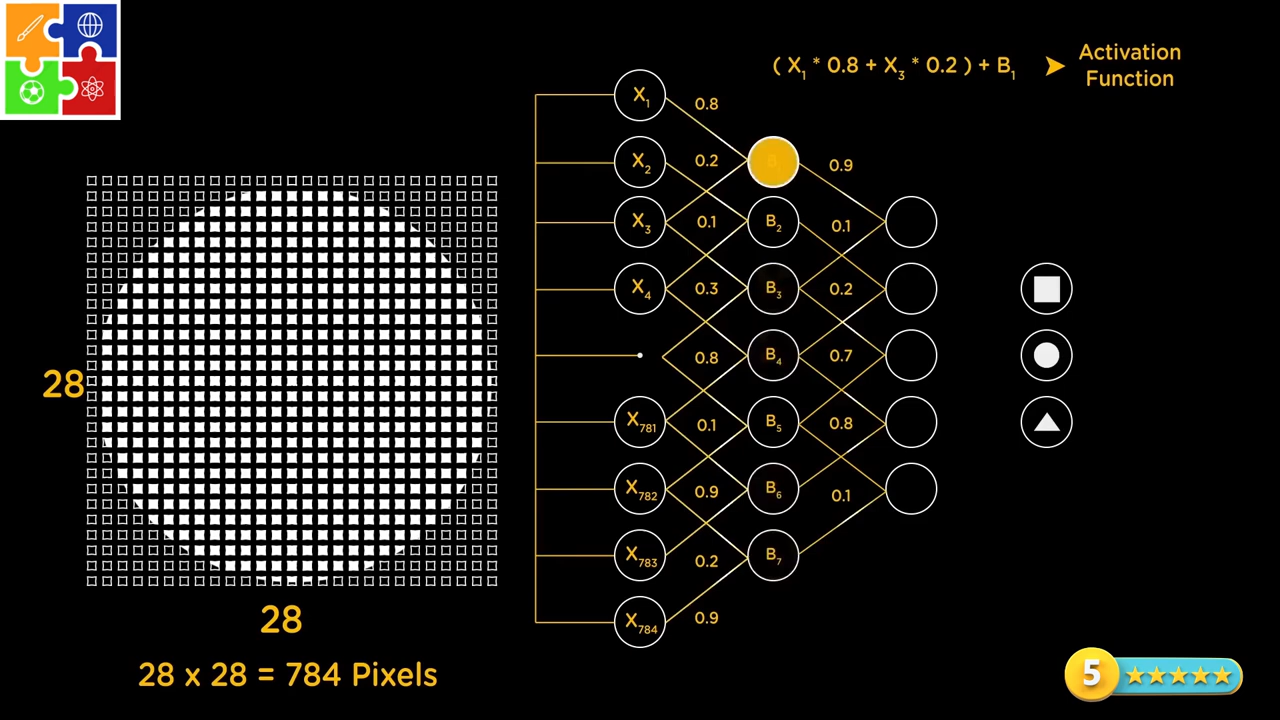 ( X₁ * 0.8 + X₃ * 0.2 ) + B₁
Activation
Function
X₁
0.8
X₂
0.2
0.9
X₃
0.1
B₂
0.1
X₄
0.3
B₃
0.2
28
0.8
B₄
0.7
X₇₈₁
0.1
B₅
0.8
X₇₈₂
0.9
B₆
0.1
X₇₈₃
0.2
B₇
X₇₈₄
0.9
28
28 x 28 = 784 Pixels
5